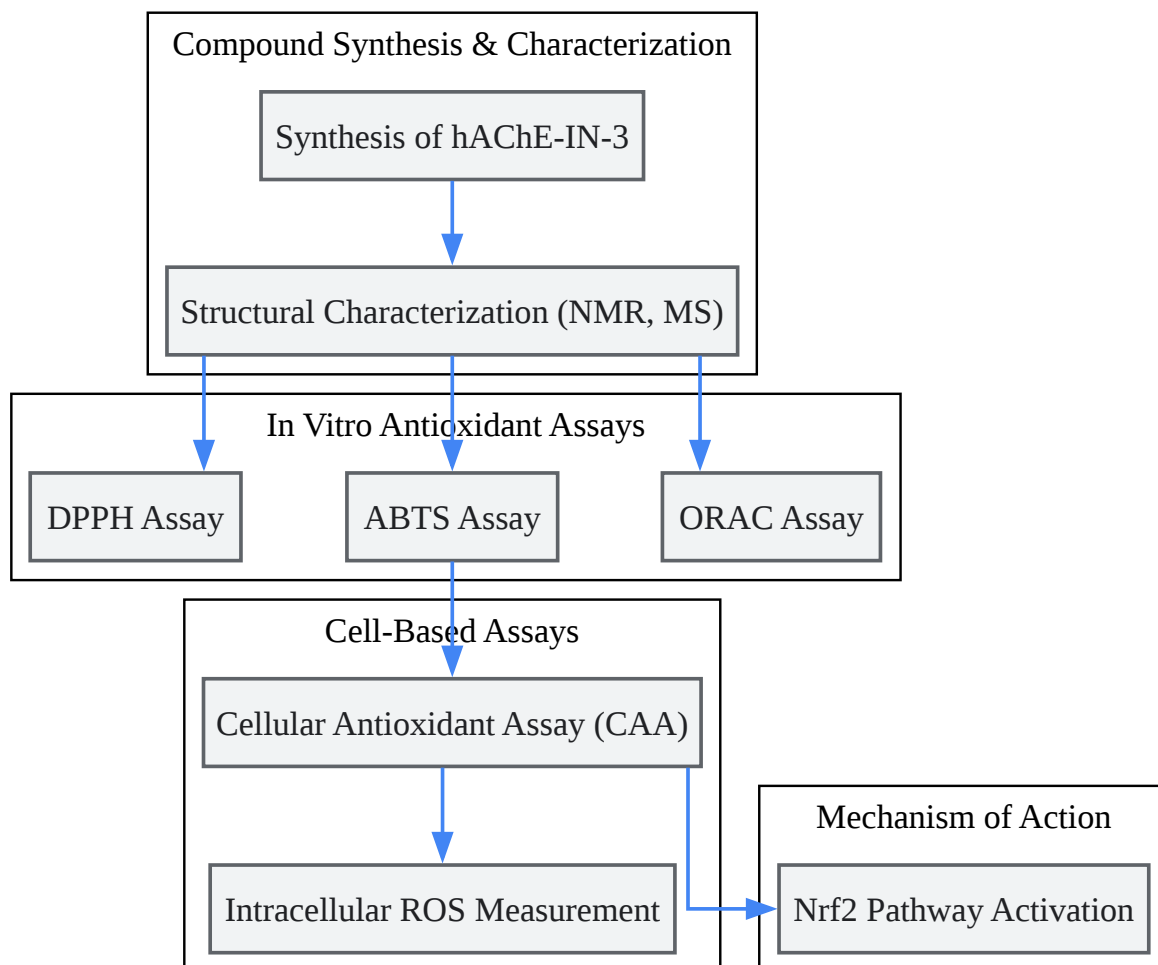 Compound Synthesis & Characterization
Synthesis of hAChE-IN-3
Structural Characterization (NMR, MS)
In Vitro Antioxidant Assays
DPPH Assay
ABTS Assay
ORAC Assay
Cell-Based Assays
Cellular Antioxidant Assay (CAA)
Mechanism of Action
Intracellular ROS Measurement
Nrf2 Pathway Activation